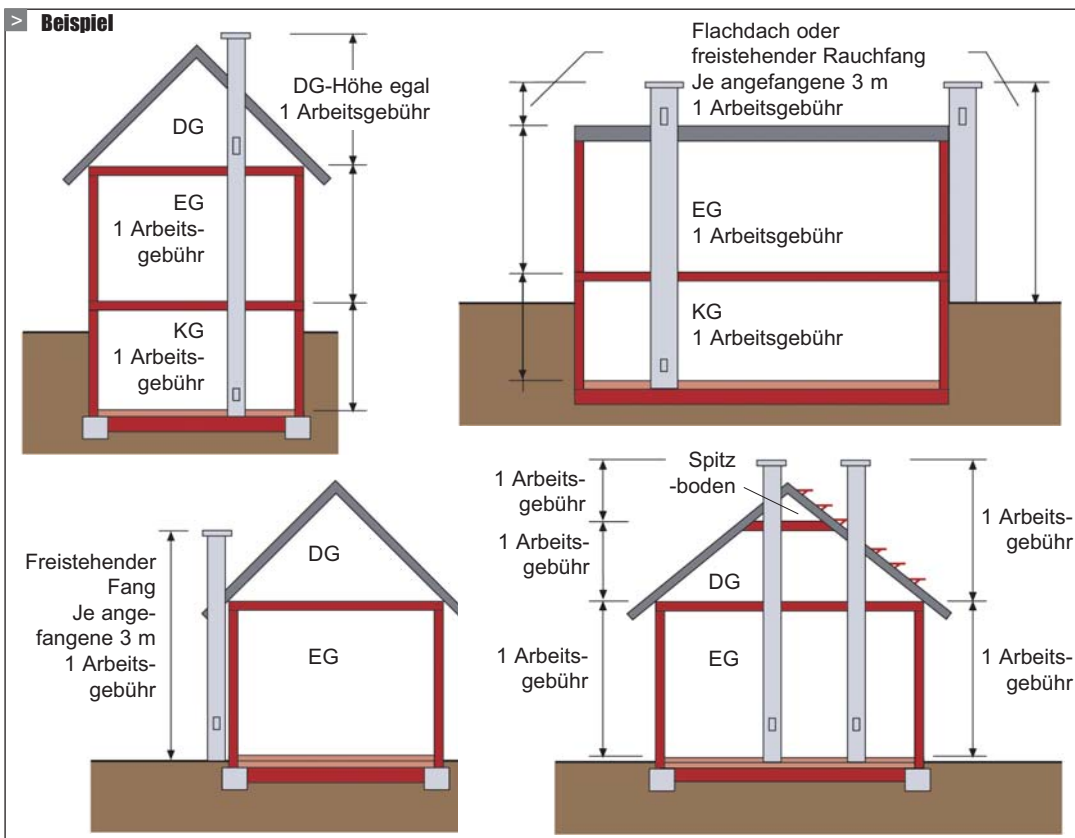 > Beispiel
DG-Höhe egal
1 Arbeitsgebühr
DG
EG
1 Arbeits-
gebühr
KG
1 Arbeits-
gebühr
Flachdach oder
freistehender Rauchfang
Je angefangene 3 m
1 Arbeitsgebühr
EG
1 Arbeitsgebühr
KG
1 Arbeitsgebühr
Freistehender
Fang
Je ange-
fangene 3 m
1 Arbeits-
gebühr
DG
EG
Spitz
-boden
1 Arbeits-
gebühr
1 Arbeits-
gebühr
1 Arbeits-
gebühr
DG
EG
1 Arbeits-
gebühr
1 Arbeits-
gebühr